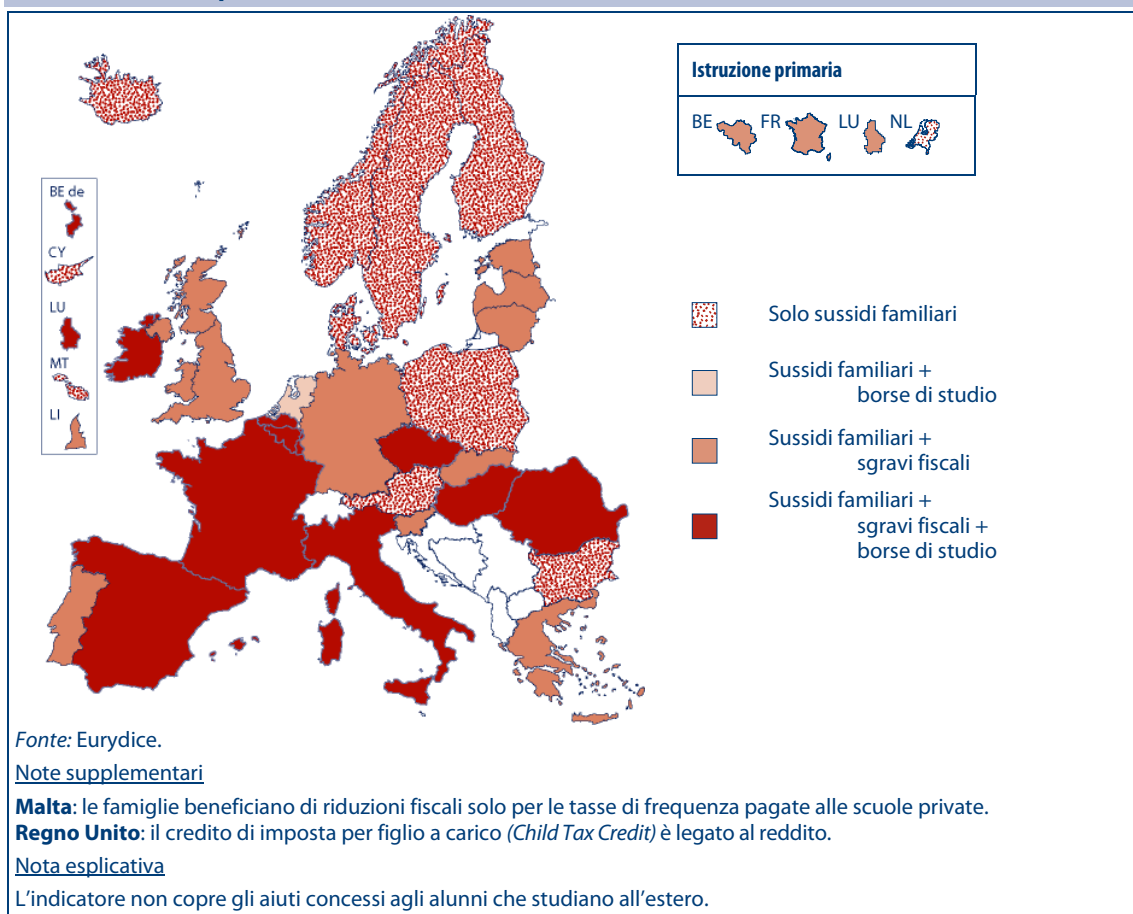 Istruzione primaria
BE FR LU NL
BE de
CY
LU
MT
LI
Solo sussidi familiari
Sussidi familiari +
borse di studio
Sussidi familiari +
sgravi fiscali
Sussidi familiari +
sgravi fiscali +
borse di studio
Fonte: Eurydice.
Note supplementari
Malta: le famiglie beneficiano di riduzioni fiscali solo per le tasse di frequenza pagate alle scuole private.
Regno Unito: il credito di imposta per figlio a carico (Child Tax Credit) è legato al reddito.
Nota esplicativa
L'indicatore non copre gli aiuti concessi agli alunni che studiano all'estero.